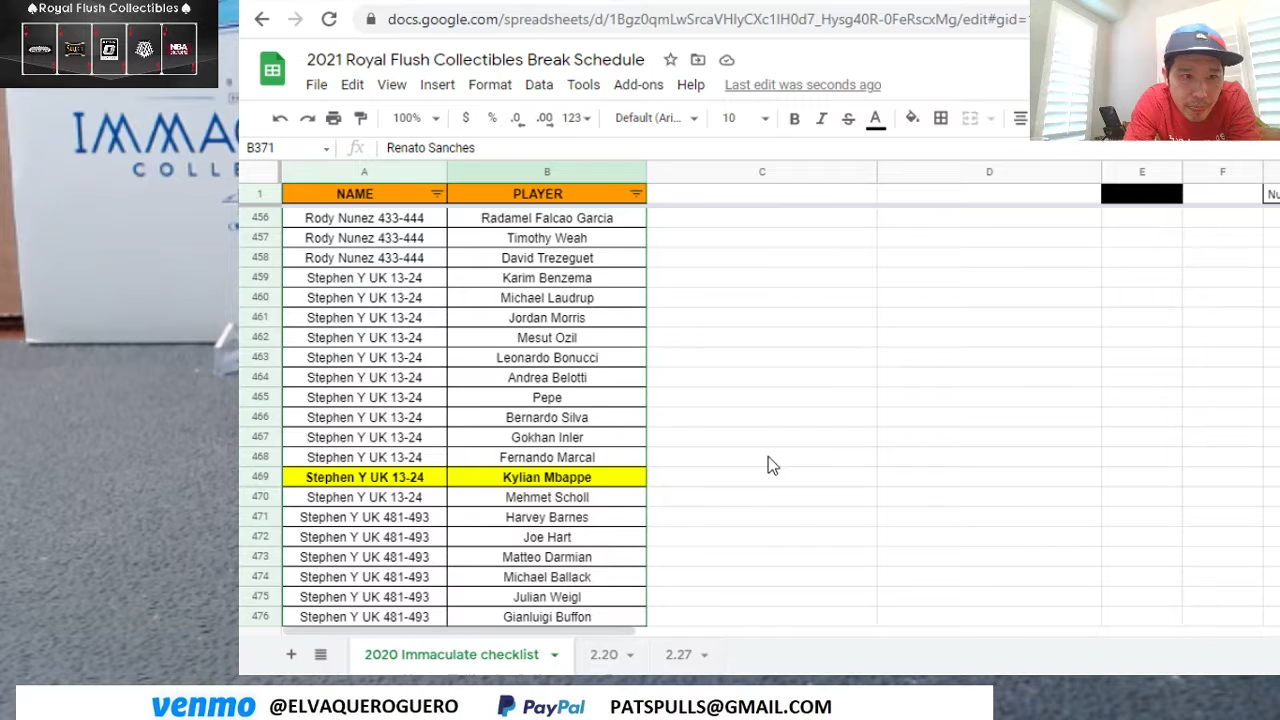 ♠Royal Flush Collectibles♠
NBA
IMMAC
COLLE
docs.google.com/spreadsheets/d/1Bgz0qmLwSrcaVHlyCXc1IH0d7_Hysg40R-0FeRscxMg/edit#gid=
2021 Royal Flush Collectibles Break Schedule
File Edit View Insert Format Data Tools Add-ons Help Last edit was seconds ago
100% $ % .0 .00 123 Default (Ari... 10 B I S A
B371 fx Renato Sanches
A B C D E F
1 NAME PLAYER Nu
456 Rody Nunez 433-444 Radamel Falcao Garcia
457 Rody Nunez 433-444 Timothy Weah
458 Rody Nunez 433-444 David Trezeguet
459 Stephen Y UK 13-24 Karim Benzema
460 Stephen Y UK 13-24 Michael Laudrup
461 Stephen Y UK 13-24 Jordan Morris
462 Stephen Y UK 13-24 Mesut Ozil
463 Stephen Y UK 13-24 Leonardo Bonucci
464 Stephen Y UK 13-24 Andrea Belotti
465 Stephen Y UK 13-24 Pepe
466 Stephen Y UK 13-24 Bernardo Silva
467 Stephen Y UK 13-24 Gokhan Inler
468 Stephen Y UK 13-24 Fernando Marcal
469 Stephen Y UK 13-24 Kylian Mbappe
470 Stephen Y UK 13-24 Mehmet Scholl
471 Stephen Y UK 481-493 Harvey Barnes
472 Stephen Y UK 481-493 Joe Hart
473 Stephen Y UK 481-493 Matteo Darmian
474 Stephen Y UK 481-493 Michael Ballack
475 Stephen Y UK 481-493 Julian Weigl
476 Stephen Y UK 481-493 Gianluigi Buffon
+ 2020 Immaculate checklist 2.20 2.27
venmo @ELVAQUEROGUERO PayPal PATSPULLS@GMAIL.COM